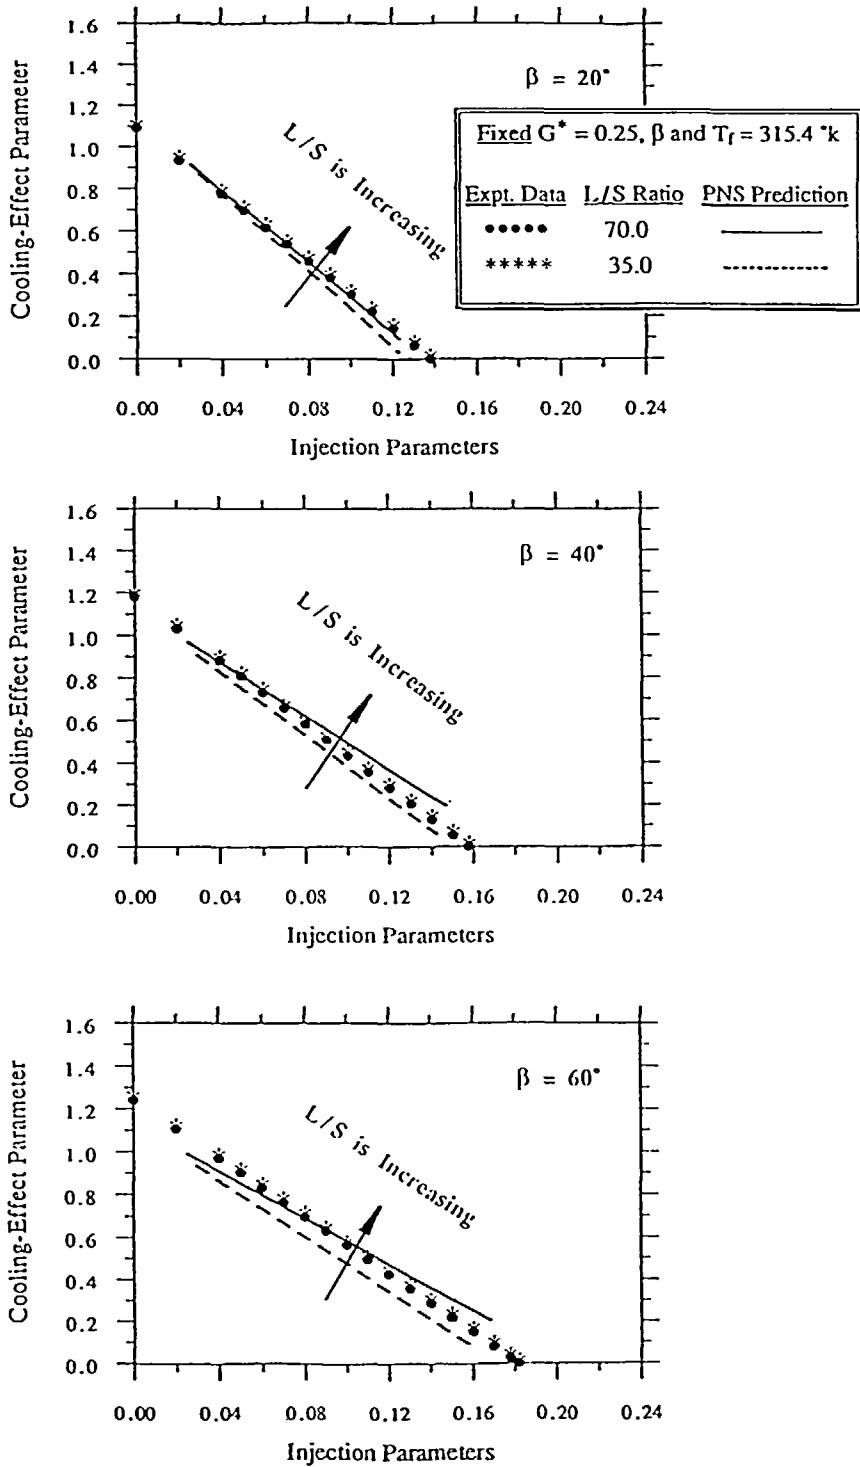 1.6
1.4
1.2
1.0
0.8
0.6
0.4
0.2
0.0
Cooling-Effect Parameter
β = 20°
L/S is Increasing
Fixed G* = 0.25, β and Tf = 315.4 °k
Expt. Data L/S Ratio PNS Prediction
●●●●● 70.0
***** 35.0
0.00 0.04 0.08 0.12 0.16 0.20 0.24
Injection Parameters
1.6
1.4
1.2
1.0
0.8
0.6
0.4
0.2
0.0
Cooling-Effect Parameter
β = 40°
L/S is Increasing
0.00 0.04 0.08 0.12 0.16 0.20 0.24
Injection Parameters
1.6
1.4
1.2
1.0
0.8
0.6
0.4
0.2
0.0
Cooling-Effect Parameter
β = 60°
L/S is Increasing
0.00 0.04 0.08 0.12 0.16 0.20 0.24
Injection Parameters